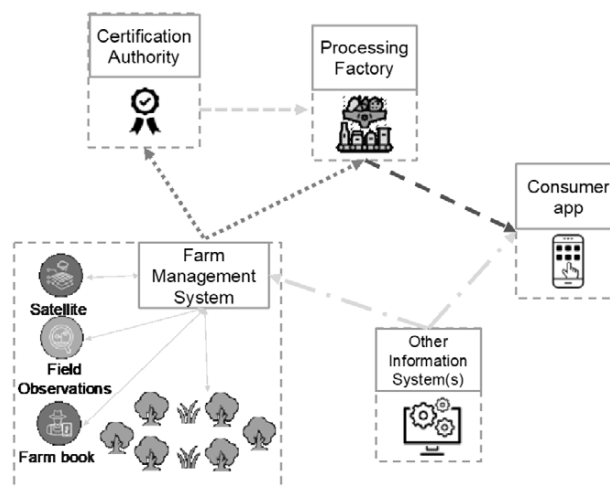 Certification
Authority
Processing
Factory
Consumer
app
Farm
Management
System
Satellite
Field
Observations
Farm book
Other
Information
System(s)